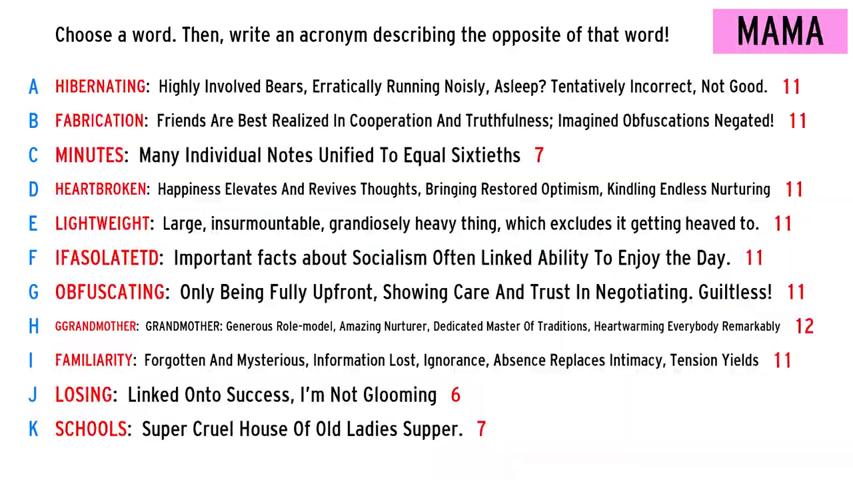 Choose a word. Then, write an acronym describing the opposite of that word!
MAMA
A HIBERNATING: Highly Involved Bears, Erratically Running Noisly, Asleep? Tentatively Incorrect, Not Good. 11
B FABRICATION: Friends Are Best Realized In Cooperation And Truthfulness; Imagined Obfuscations Negated! 11
C MINUTES: Many Individual Notes Unified To Equal Sixtieths 7
D HEARTBROKEN: Happiness Elevates And Revives Thoughts, Bringing Restored Optimism, Kindling Endless Nurturing 11
E LIGHTWEIGHT: Large, insurmountable, grandiosely heavy thing, which excludes it getting heaved to. 11
F IFASOLATETD: Important facts about Socialism Often Linked Ability To Enjoy the Day. 11
G OBFUSCATING: Only Being Fully Upfront, Showing Care And Trust In Negotiating. Guiltless! 11
H GGRANDMOTHER: GRANDMOTHER: Generous Role-model, Amazing Nurturer, Dedicated Master Of Traditions, Heartwarming Everybody Remarkably 12
I FAMILIARITY: Forgotten And Mysterious, Information Lost, Ignorance, Absence Replaces Intimacy, Tension Yields 11
J LOSING: Linked Onto Success, I'm Not Glooming 6
K SCHOOLS: Super Cruel House Of Old Ladies Supper. 7